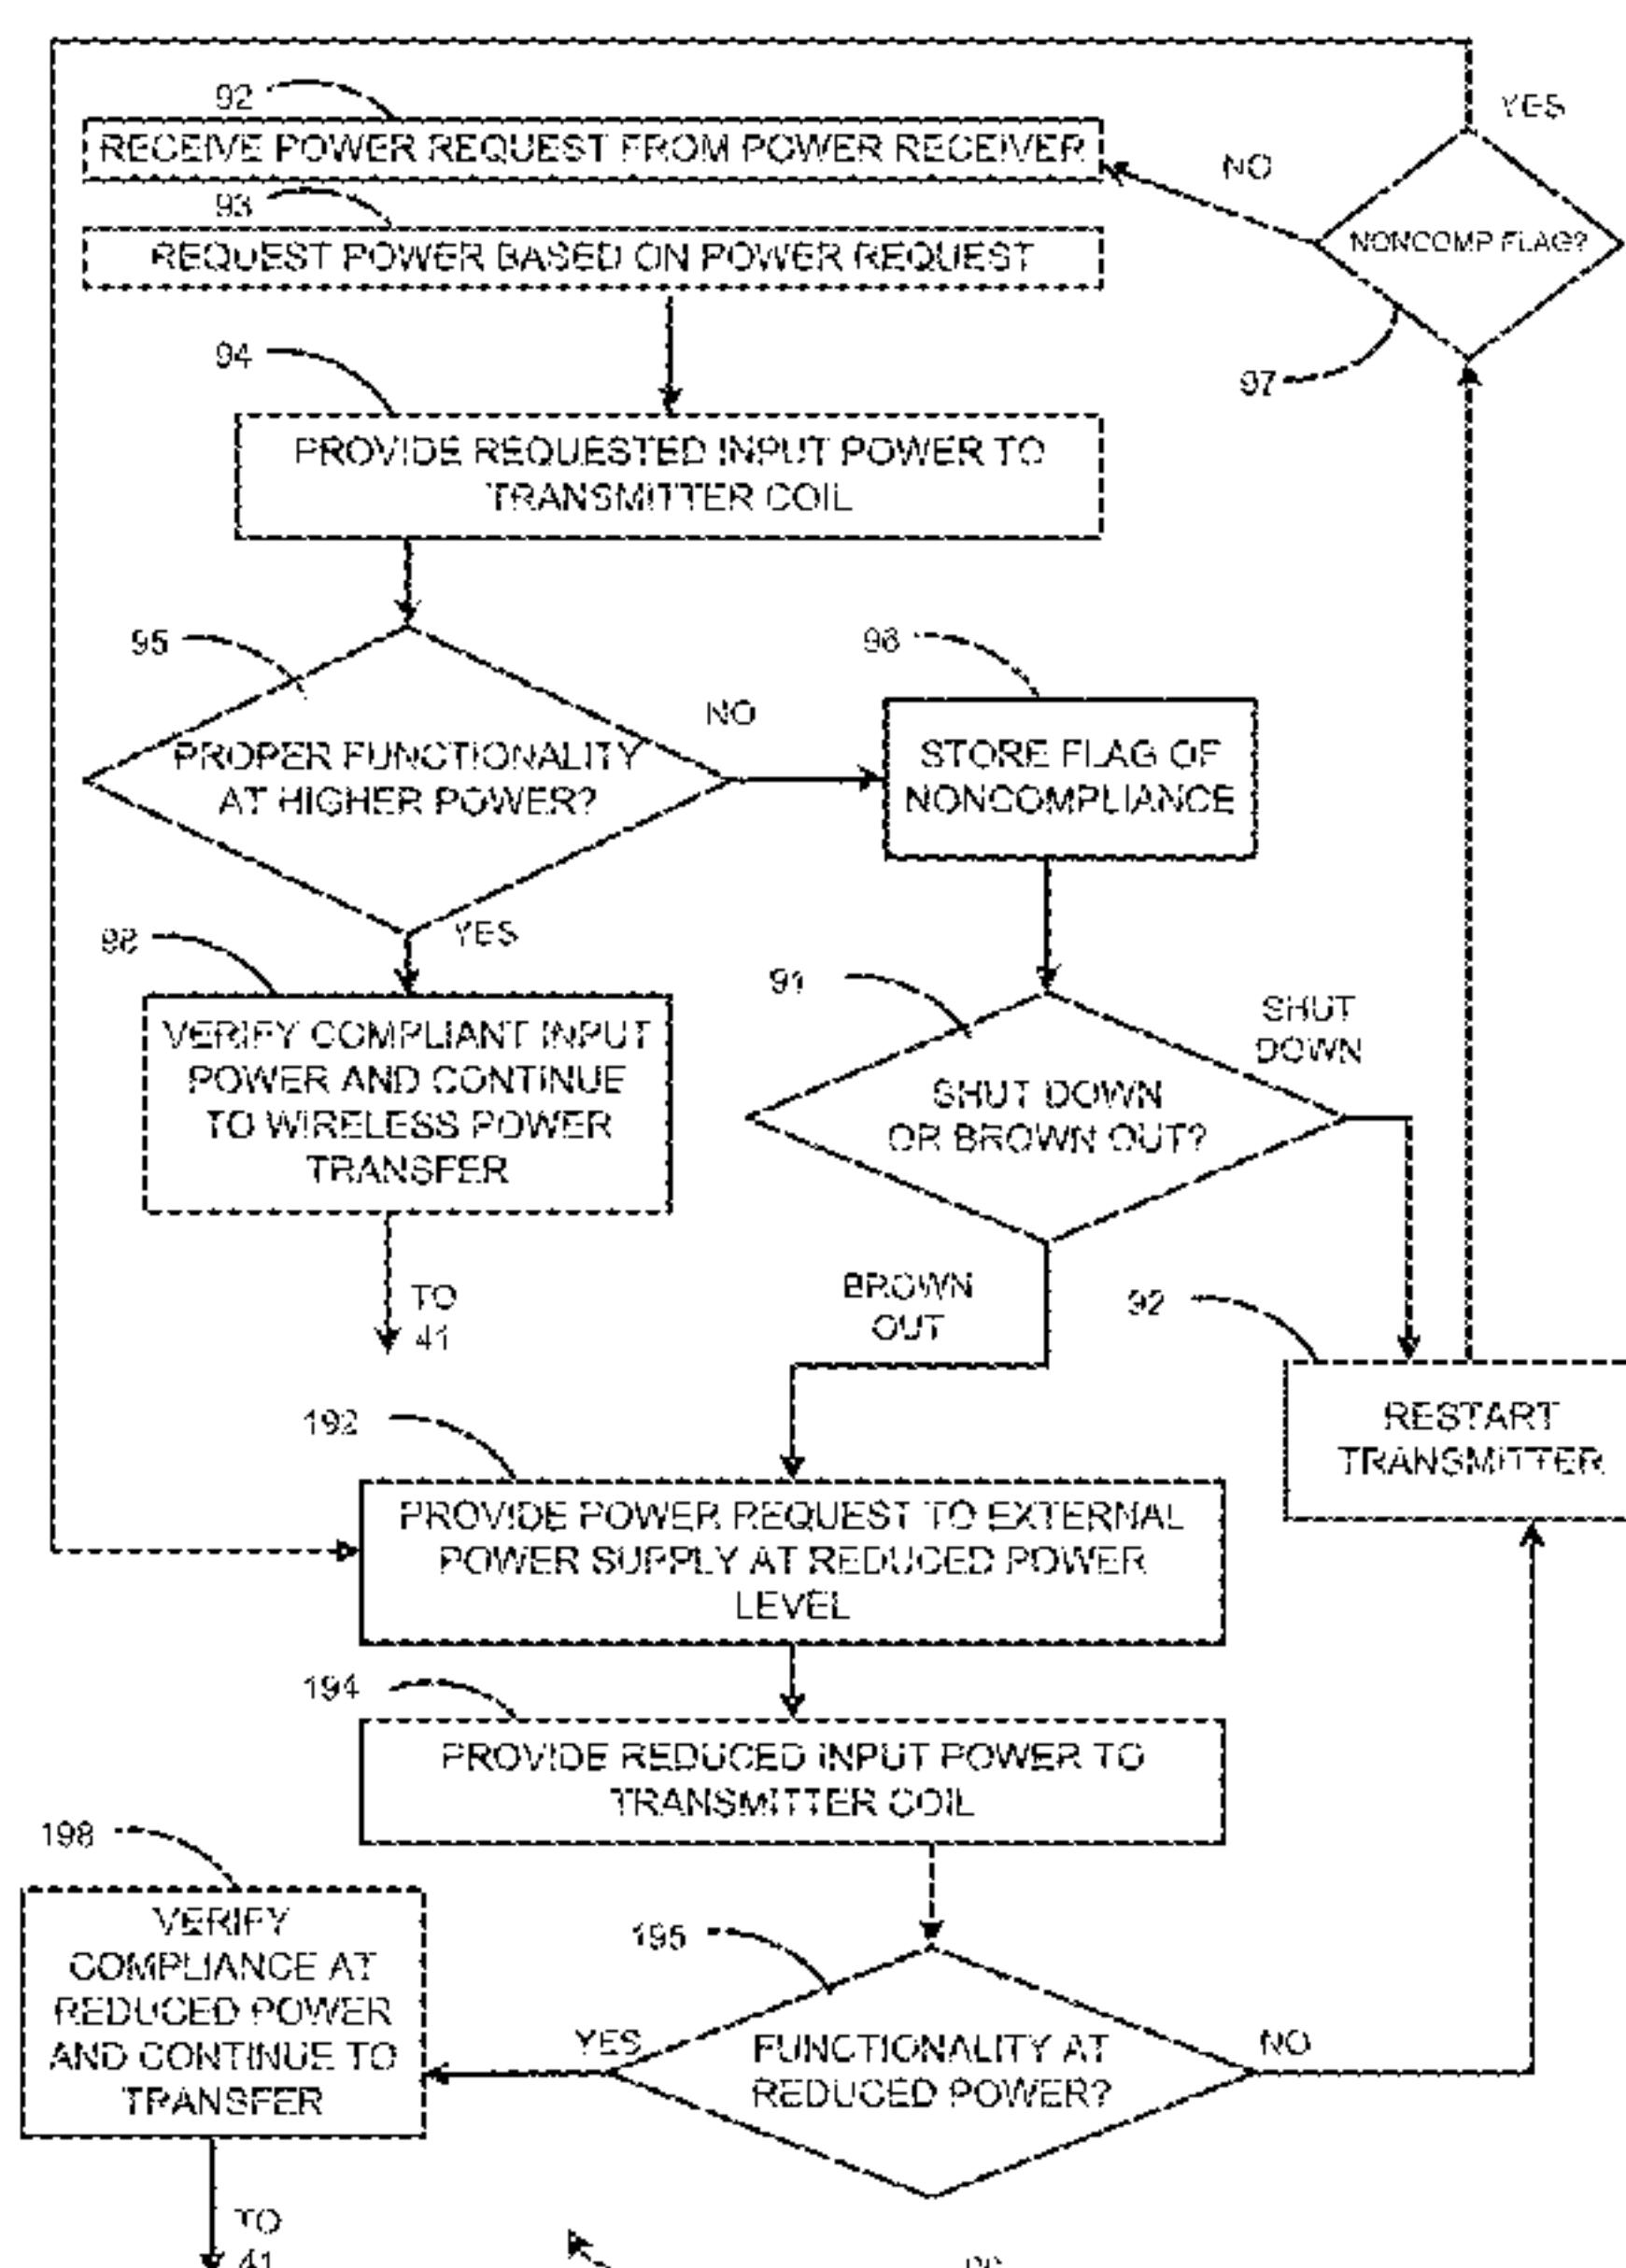 YES
92
RECEIVE POWER REQUEST FROM POWER RECEIVER
NO
93
REQUEST POWER BASED ON POWER REQUEST
NONCOMP FLAG?
94
97
PROVIDE REQUESTED INPUT POWER TO
TRANSMITTER COIL
95
96
NO
PROPER FUNCTIONALITY
AT HIGHER POWER?
STORE FLAG OF
NONCOMPLIANCE
YES
98
91
SHUT
DOWN
VERIFY COMPLIANT INPUT
POWER AND CONTINUE
TO WIRELESS POWER
TRANSFER
SHUT DOWN
OR BROWN OUT?
TO
41
BROWN
OUT
92
192
RESTART
TRANSMITTER
PROVIDE POWER REQUEST TO EXTERNAL
POWER SUPPLY AT REDUCED POWER
LEVEL
194
PROVIDE REDUCED INPUT POWER TO
TRANSMITTER COIL
198
VERIFY
COMPLIANCE AT
REDUCED POWER
AND CONTINUE TO
TRANSFER
195
YES
FUNCTIONALITY AT
REDUCED POWER?
NO
TO
41